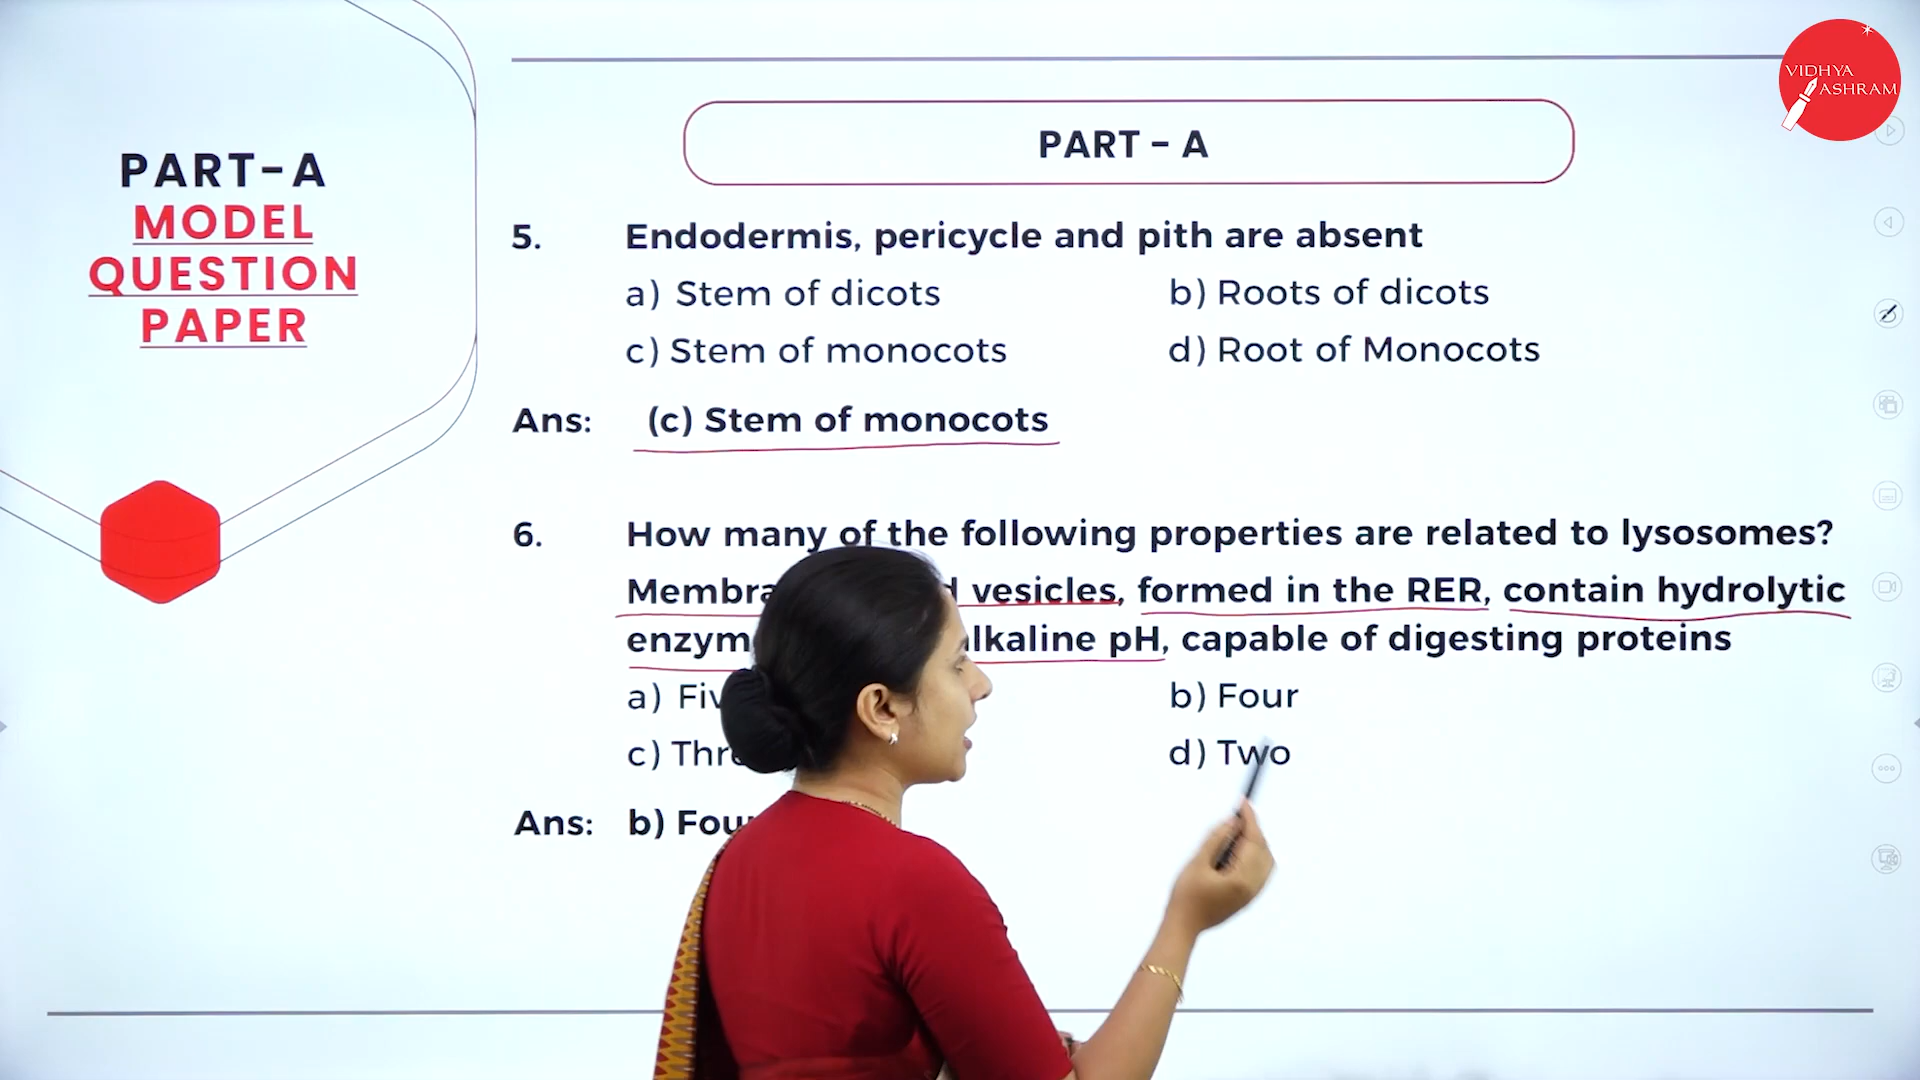 VIDHYA
ASHRAM
PART-A
MODEL
QUESTION
PAPER
PART - A
5. Endodermis, pericycle and pith are absent
a) Stem of dicots b) Roots of dicots
c) Stem of monocots d) Root of Monocots
Ans: (c) Stem of monocots
6. How many of the following properties are related to lysosomes?
vesicles, formed in the RER, contain hydrolytic
pH, capable of digesting proteins
a) b) Four
c) d) Two
Ans: b)